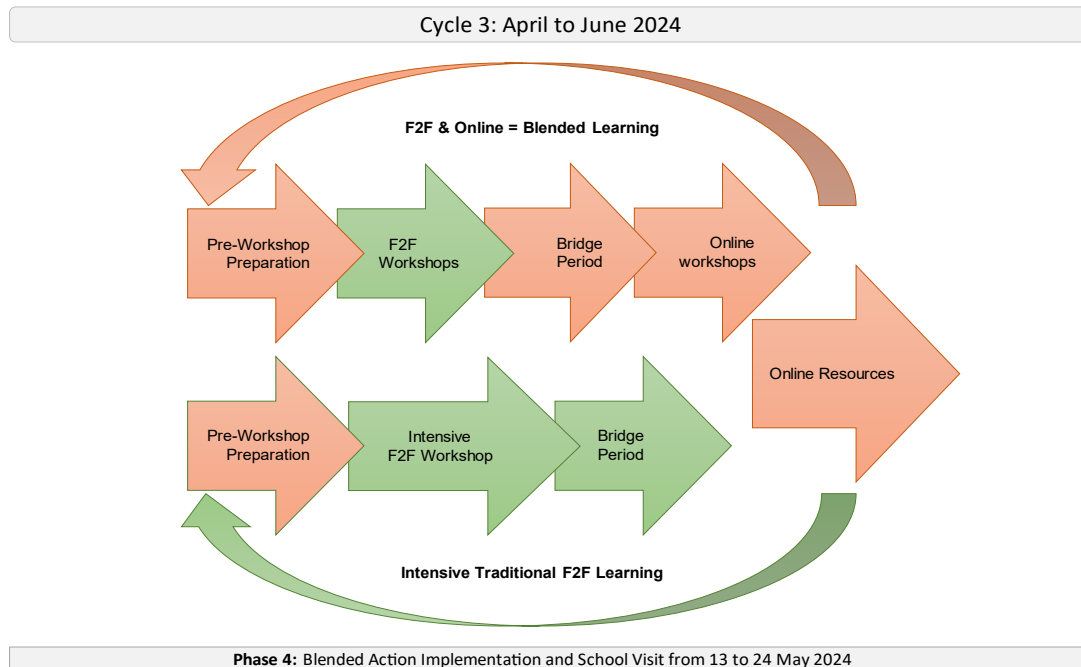 Cycle 3: April to June 2024
F2F & Online = Blended Learning
Pre-Workshop
Preparation
F2F
Workshops
Bridge
Period
Online
workshops
Online Resources
Pre-Workshop
Preparation
Intensive
F2F Workshop
Bridge
Period
Intensive Traditional F2F Learning
Phase 4: Blended Action Implementation and School Visit from 13 to 24 May 2024